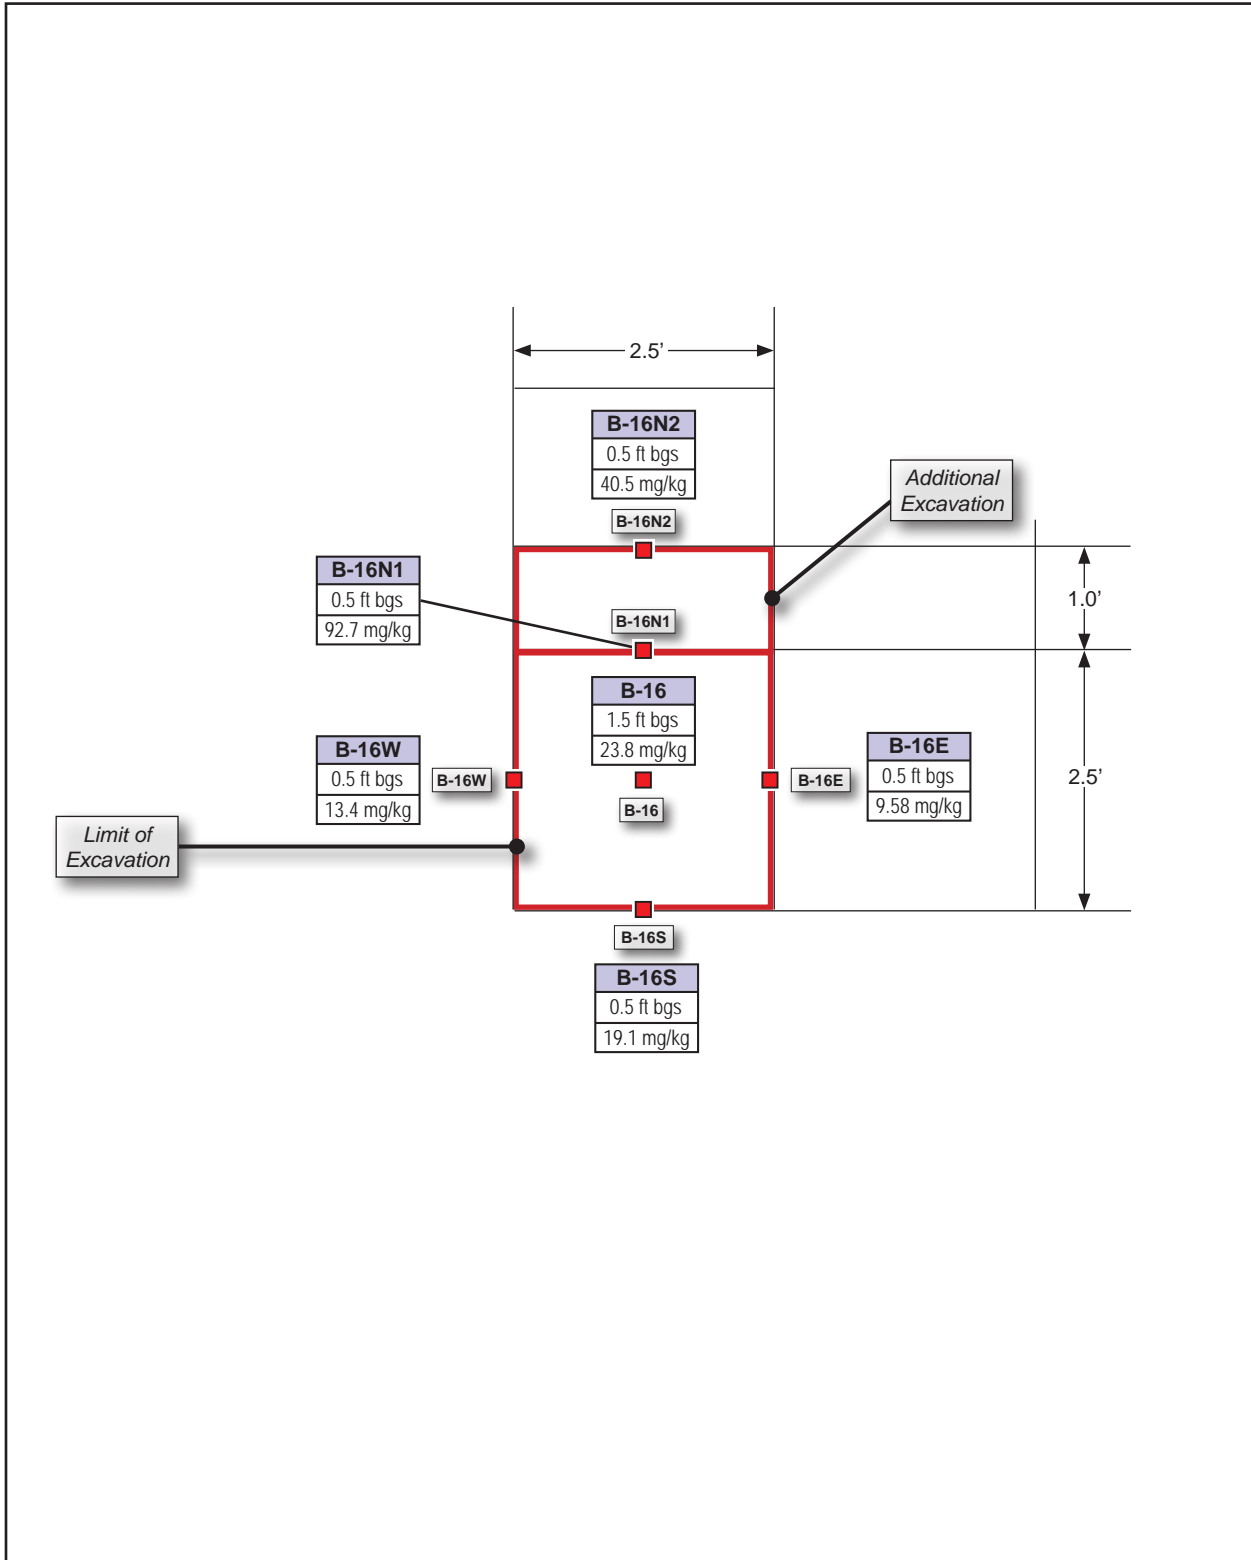 2.5’
B-16N2
0.5 ft bgs
40.5 mg/kg
B-16N2
Additional
Excavation
B-16N1
0.5 ft bgs
92.7 mg/kg
B-16N1
1.0’
B-16
1.5 ft bgs
23.8 mg/kg
B-16
B-16W
0.5 ft bgs
13.4 mg/kg
B-16W
B-16E
B-16E
0.5 ft bgs
9.58 mg/kg
2.5’
Limit of
Excavation
B-16S
B-16S
0.5 ft bgs
19.1 mg/kg